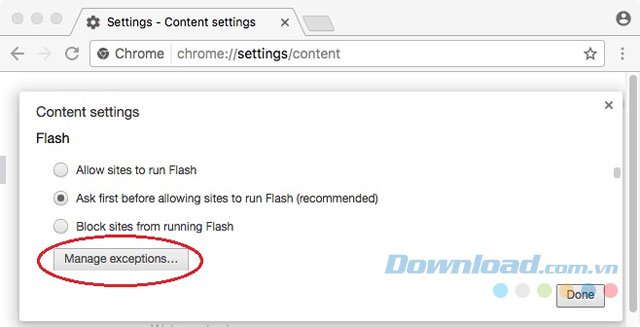 Settings - Content settings
Chrome chrome://settings/content
Content settings
Flash
Allow sites to run Flash
Ask first before allowing sites to run Flash (recommended)
Block sites from running Flash
Manage exceptions...
Download.com.vn
Done